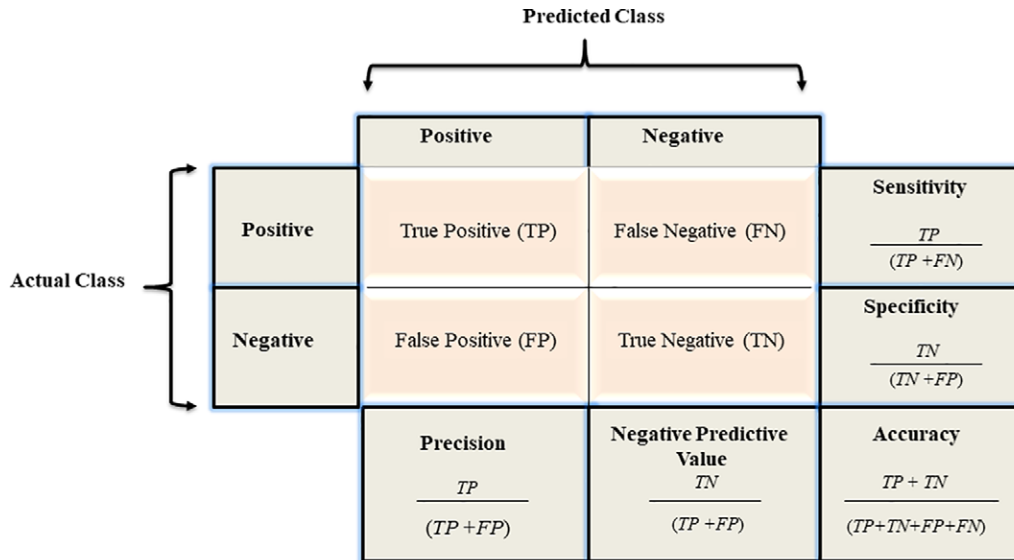 Predicted Class
Positive
Negative
Actual Class
Positive
True Positive (TP)
False Negative (FN)
Sensitivity
TP
(TP +FN)
Negative
False Positive (FP)
True Negative (TN)
Specificity
TN
(TN +FP)
Precision
TP
(TP +FP)
Negative Predictive
Value
TN
(TP +FP)
Accuracy
TP + TN
(TP+TN+FP+FN)